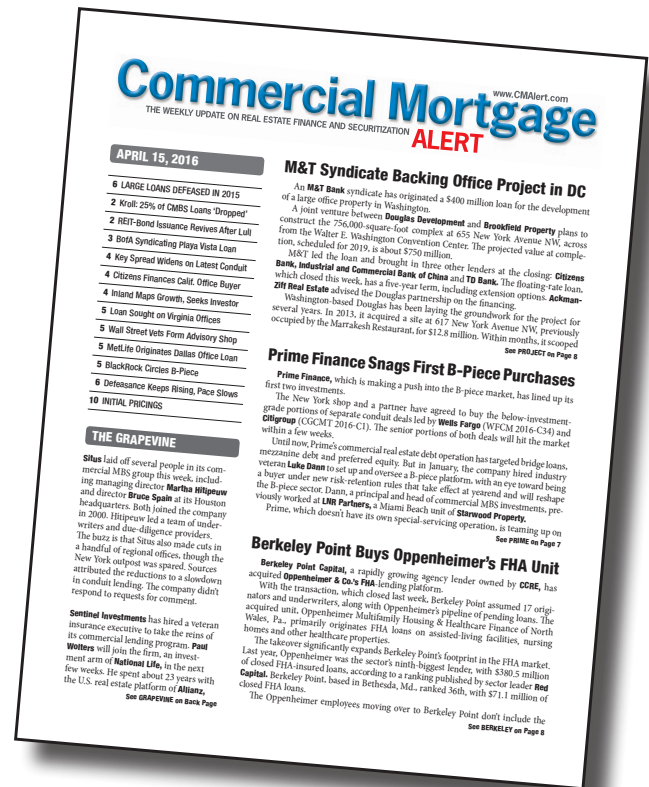 www.CMAlert.com
Commercial Mortgage
ALERT
THE WEEKLY UPDATE ON REAL ESTATE FINANCE AND SECURITIZATION
APRIL 15, 2016
6 LARGE LOANS DEFEASED IN 2015
2 Kroll: 25% of CMBS Loans ‘Dropped’
2 REIT-Bond Issuance Revives After Lull
3 BofA Syndicating Playa Vista Loan
4 Key Spread Widens on Latest Conduit
4 Citizens Finances Calif. Office Buyer
4 Inland Maps Growth, Seeks Investor
5 Loan Sought on Virginia Offices
5 Wall Street Vets Form Advisory Shop
5 MetLife Originates Dallas Office Loan
5 BlackRock Circles B-Piece
6 Defeasance Keeps Rising, Pace Slows
10 INITIAL PRICINGS
THE GRAPEVINE
Situs laid off several people in its com-
mercial MBS group this week, includ-
ing managing director Martha Hitipeuw
and director Bruce Spain at its Houston
headquarters. Both joined the company
in 2000. Hitipeuw led a team of under-
writers and due-diligence providers.
The buzz is that Situs also made cuts in
a handful of regional offices, though the
New York outpost was spared. Sources
attributed the reductions to a slowdown
in conduit lending. The company didn’t
respond to requests for comment.
Sentinel Investments has hired a veteran
insurance executive to take the reins of
its commercial lending program. Paul
Wolters will join the firm, an invest-
ment arm of National Life, in the next
few weeks. He spent about 23 years with
the U.S. real estate platform of Allianz,
See GRAPEVINE on Back Page
M&T Syndicate Backing Office Project in DC
An M&T Bank syndicate has originated a $400 million loan for the development
of a large office property in Washington.
A joint venture between Douglas Development and Brookfield Property plans to
construct the 756,000-square-foot complex at 655 New York Avenue NW, across
from the Walter E. Washington Convention Center. The projected value at comple-
tion, scheduled for 2019, is about $750 million.
M&T led the loan and brought in three other lenders at the closing: Citizens
Bank, Industrial and Commercial Bank of China and TD Bank. The floating-rate loan,
which closed this week, has a five-year term, including extension options. Ackman-
Ziff Real Estate advised the Douglas partnership on the financing.
Washington-based Douglas has been laying the groundwork for the project for
several years. In 2013, it acquired a site at 617 New York Avenue NW, previously
occupied by the Marrakesh Restaurant, for $12.8 million. Within months, it scooped
See PROJECT on Page 8
Prime Finance Snags First B-Piece Purchases
Prime Finance, which is making a push into the B-piece market, has lined up its
first two investments.
The New York shop and a partner have agreed to buy the below-investment-
grade portions of separate conduit deals led by Wells Fargo (WFCM 2016-C34) and
Citigroup (CGCMT 2016-C1). The senior portions of both deals will hit the market
within a few weeks.
Until now, Prime’s commercial real estate debt operation has targeted bridge loans,
mezzanine debt and preferred equity. But in January, the company hired industry
veteran Luke Dann to set up and oversee a B-piece platform, with an eye toward being
a buyer under new risk-retention rules that take effect at yearend and will reshape
the B-piece sector. Dann, a principal and head of commercial MBS investments, pre-
viously worked at LNR Partners, a Miami Beach unit of Starwood Property.
Prime, which doesn’t have its own special-servicing operation, is teaming up on
See PRIME on Page 7
Berkeley Point Buys Oppenheimer’s FHA Unit
Berkeley Point Capital, a rapidly growing agency lender owned by CCRE, has
acquired Oppenheimer & Co.’s FHA-lending platform.
With the transaction, which closed last week, Berkeley Point assumed 17 origi-
nators and underwriters, along with Oppenheimer’s pipeline of pending loans. The
acquired unit, Oppenheimer Multifamily Housing & Healthcare Finance of North
Wales, Pa., primarily originates FHA loans on assisted-living facilities, nursing
homes and other healthcare properties.
The takeover significantly expands Berkeley Point’s footprint in the FHA market.
Last year, Oppenheimer was the sector’s ninth-biggest lender, with $380.5 million
of closed FHA-insured loans, according to a ranking published by sector leader Red
Capital. Berkeley Point, based in Bethesda, Md., ranked 36th, with $71.1 million of
closed FHA loans.
The Oppenheimer employees moving over to Berkeley Point don’t include the
See BERKELEY on Page 8